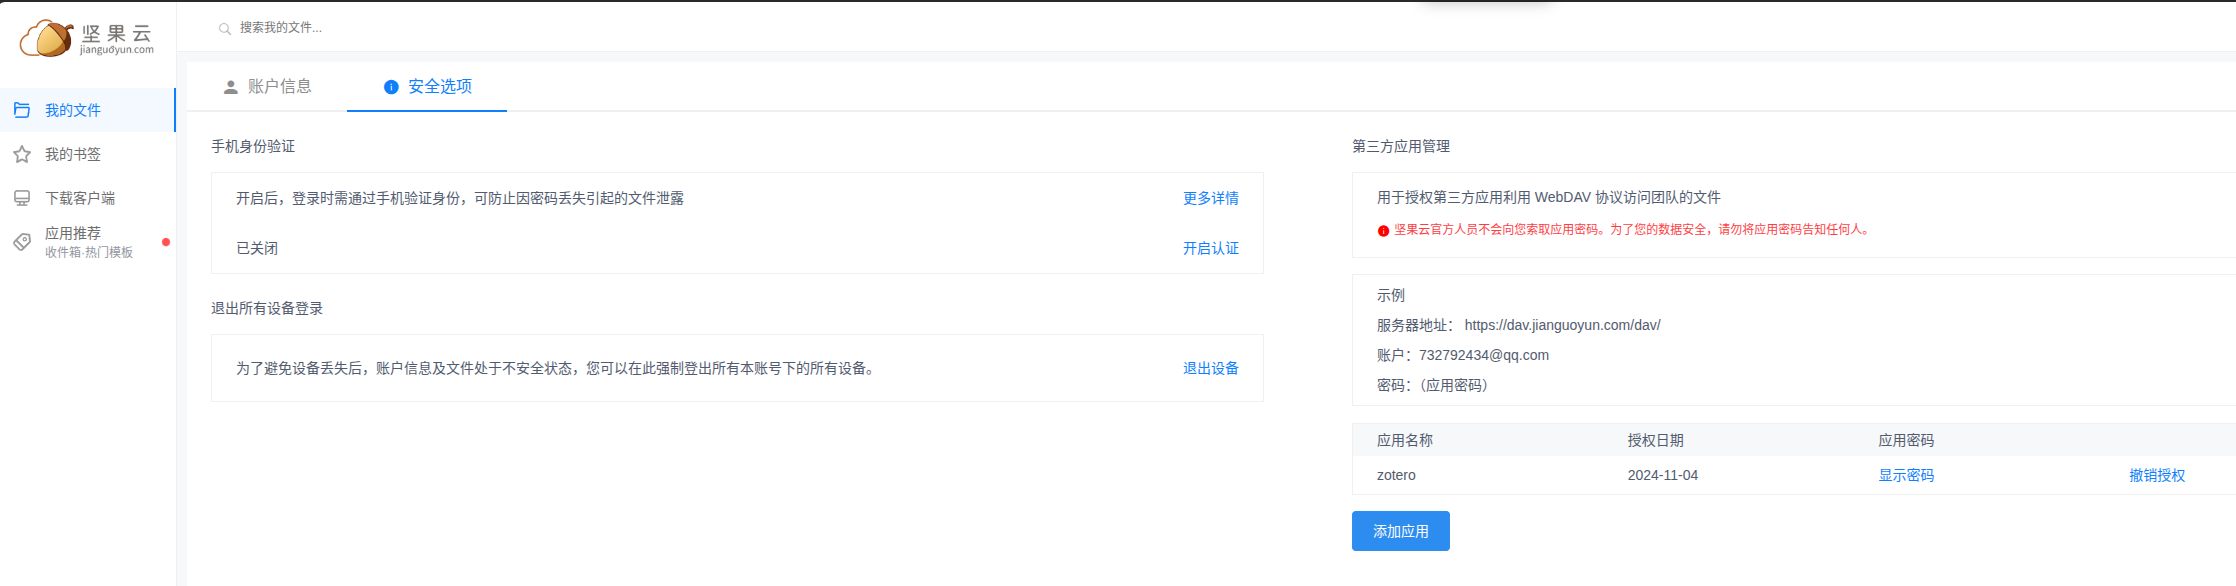 坚果云
jianguoyun.com
搜索我的文件...
我的文件
我的书签
下载客户端
应用推荐
收件箱·热门模板
账户信息
安全选项
手机身份验证
开启后，登录时需通过手机验证身份，可防止因密码丢失引起的文件泄露
更多详情
已关闭
开启认证
退出所有设备登录
为了避免设备丢失后，账户信息及文件处于不安全状态，您可以在此强制登出所有本账号下的所有设备。
退出设备
第三方应用管理
用于授权第三方应用利用 WebDAV 协议访问团队的文件
坚果云官方人员不会向您索取应用密码。为了您的数据安全，请勿将应用密码告知任何人。
示例
服务器地址： https://dav.jianguoyun.com/dav/
账户：732792434@qq.com
密码：（应用密码）
应用名称 授权日期 应用密码
zotero 2024-11-04 显示密码 撤销授权
添加应用